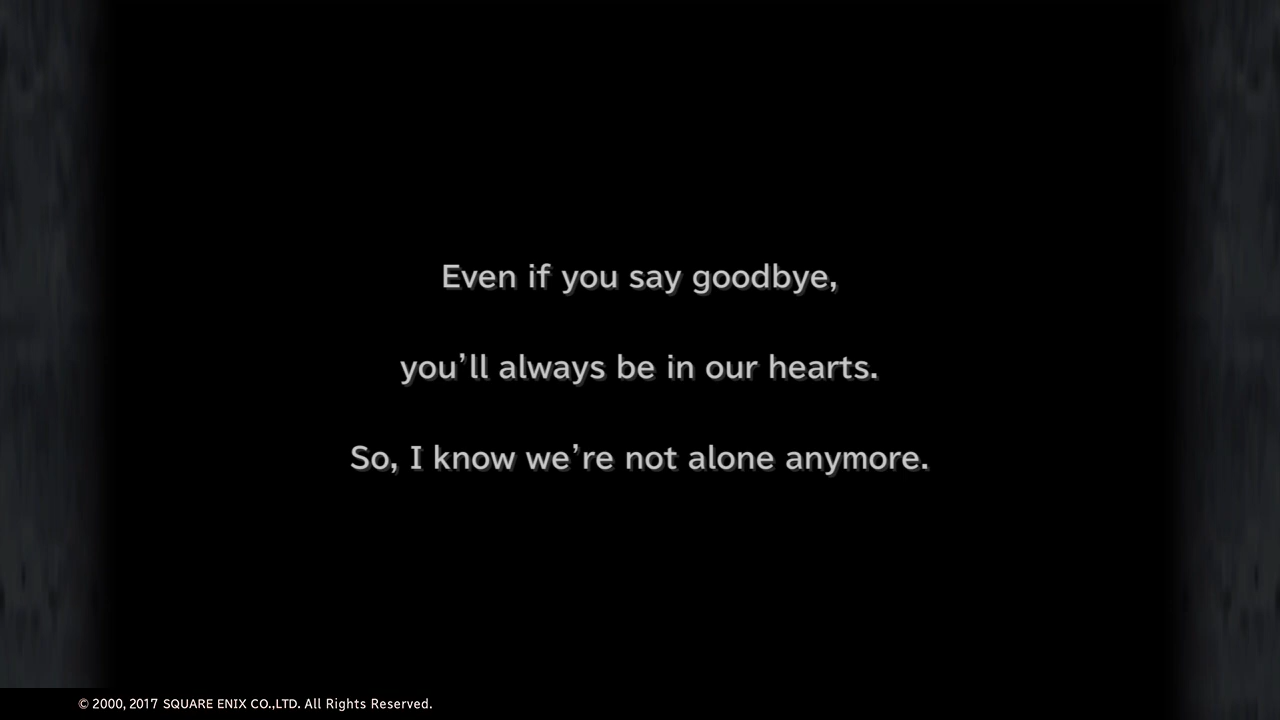 Even if you say goodbye,
you’ll always be in our hearts.
So, I know we’re not alone anymore.
© 2000, 2017 SQUARE ENIX CO.,LTD. All Rights Reserved.